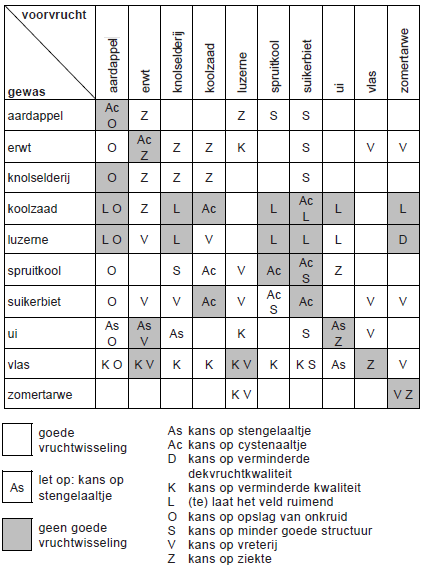 voorvrucht
gewas
aardappel erwt knolselderij koolzaad luzerne spruitkool suikerbiet ui vlas zomertarwe
aardappel Ac O Z Z S S
erwt O Ac Z Z Z K S V V
knolselderij O Z Z Z S
koolzaad L O Z L Ac L Ac L L L
luzerne L O V L V L L L D
spruitkool O S Ac V Ac Ac S Z
suikerbiet O V V Ac Ac S Ac V V
ui As O As V As K S As Z V
vlas K O K V K K K V K K S As Z V
zomertarwe K V V Z
goede vruchtwisseling
As let op: kans op stengelaaltje
geen goede vruchtwisseling
As kans op stengelaaltje
Ac kans op cystenaaltje
D kans op verminderde
dekvruchtkwaliteit
K kans op verminderde kwaliteit
L (te) laat het veld ruimend
O kans op opslag van onkruid
S kans op minder goede structuur
V kans op vreterij
Z kans op ziekte